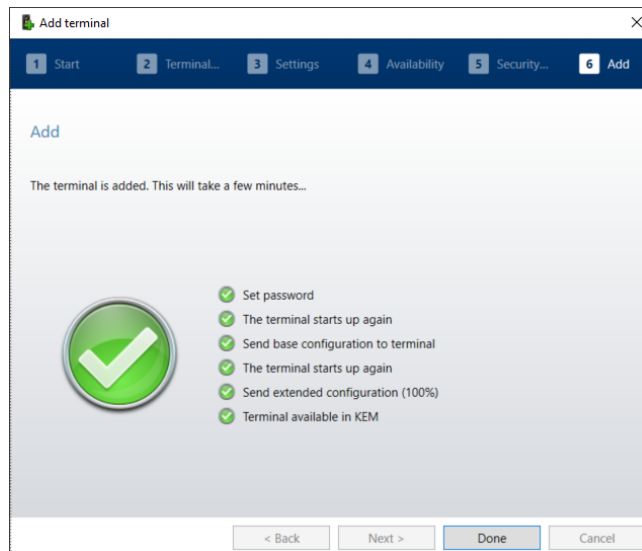 Add terminal
1 Start 2 Terminal... 3 Settings 4 Availability 5 Security... 6 Add
Add
The terminal is added. This will take a few minutes...
Set password
The terminal starts up again
Send base configuration to terminal
The terminal starts up again
Send extended configuration (100%)
Terminal available in KEM
< Back Next > Done Cancel